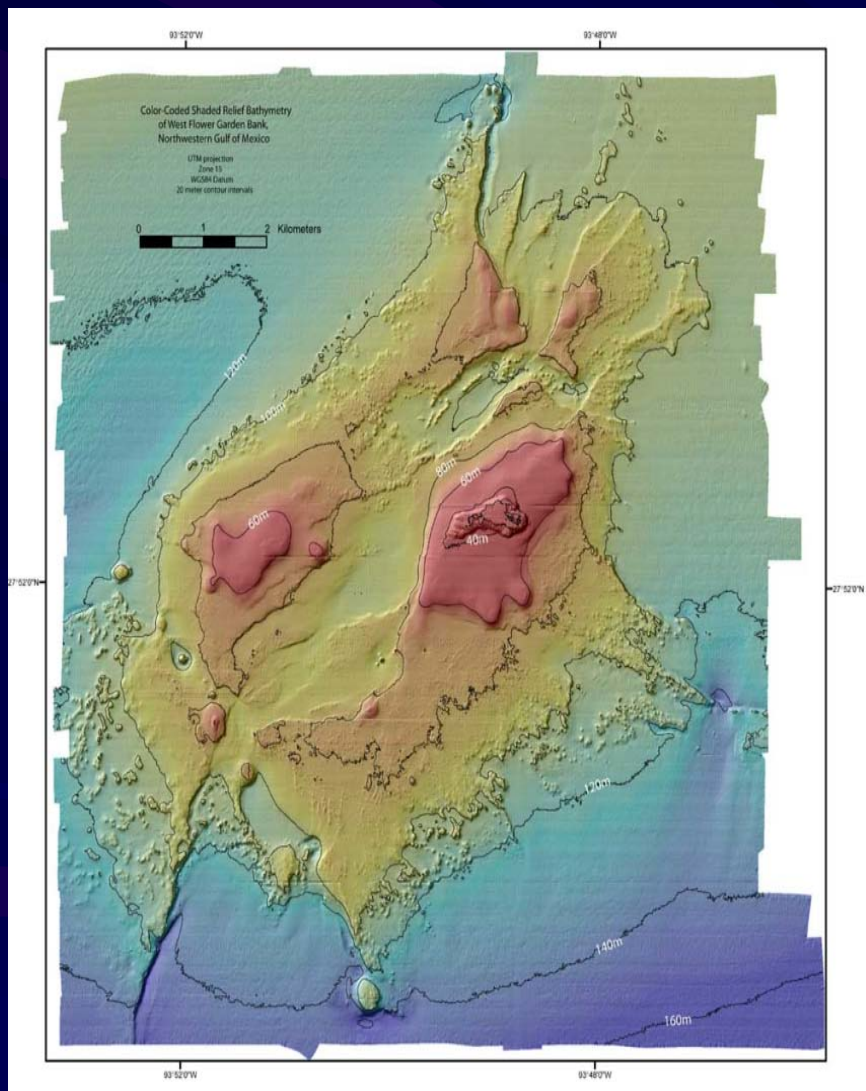 93°52'0"W
93°48'0"W
Color-Coded Shaded Relief Bathymetry
of West Flower Garden Bank,
Northwestern Gulf of Mexico
UTM projection
Zone 15
WGS84 Datum
20 meter contour intervals
0 1 2 Kilometers
120m
100m
80m
60m
60m
40m
27°52'0"N
27°52'0"N
120m
140m
160m
93°52'0"W
93°48'0"W